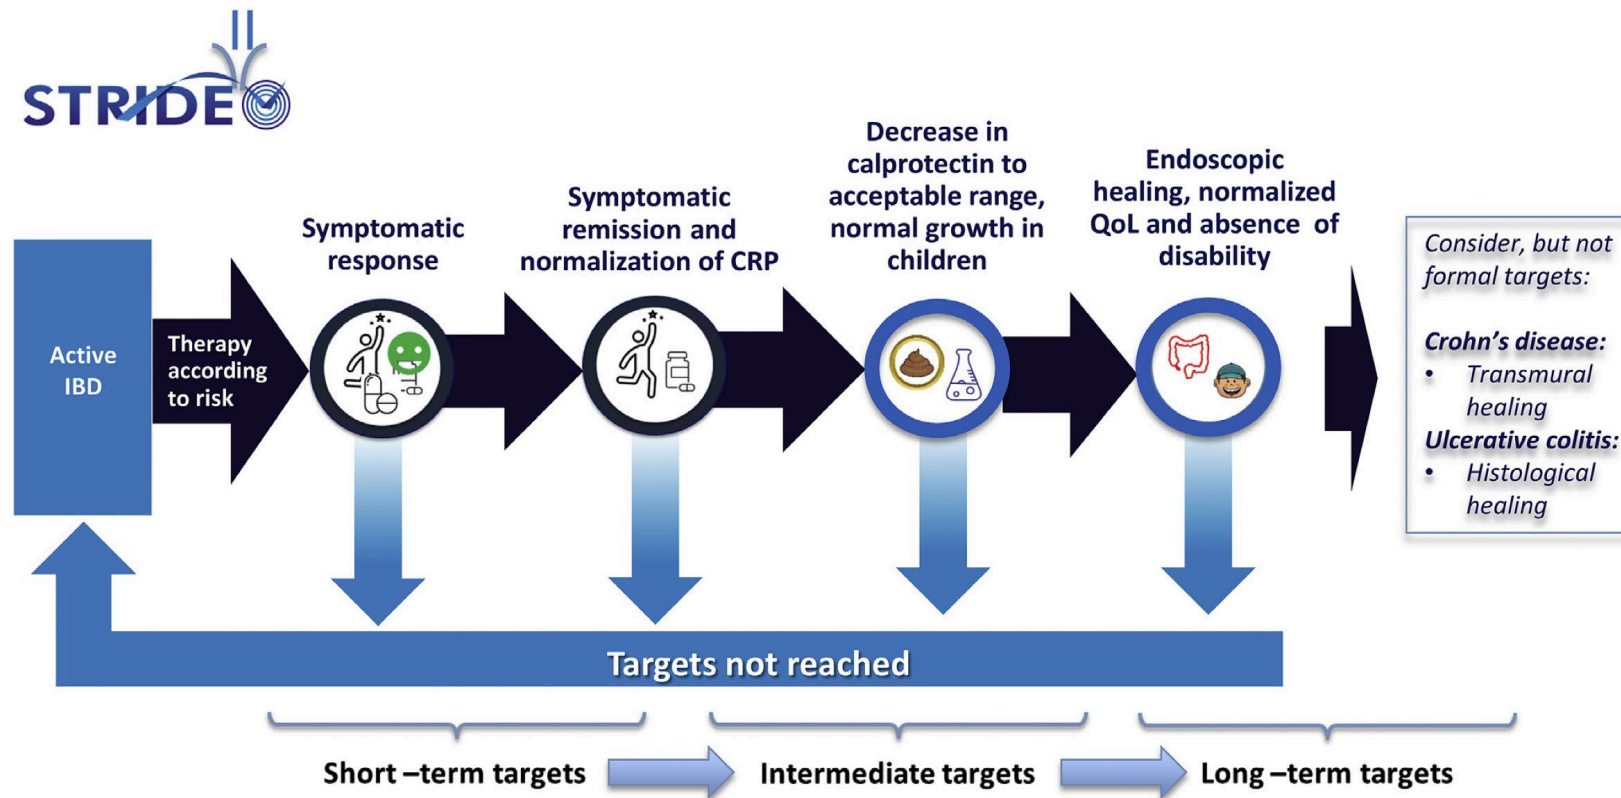 II
STRIDE
Active
IBD
Therapy
according
to risk
Symptomatic
response
Symptomatic
remission and
normalization of CRP
Decrease in
calprotectin to
acceptable range,
normal growth in
children
Endoscopic
healing, normalized
QoL and absence of
disability
Consider, but not
formal targets:
Crohn's disease:
• Transmural
healing
Ulcerative colitis:
• Histological
healing
Targets not reached
Short –term targets
Intermediate targets
Long –term targets